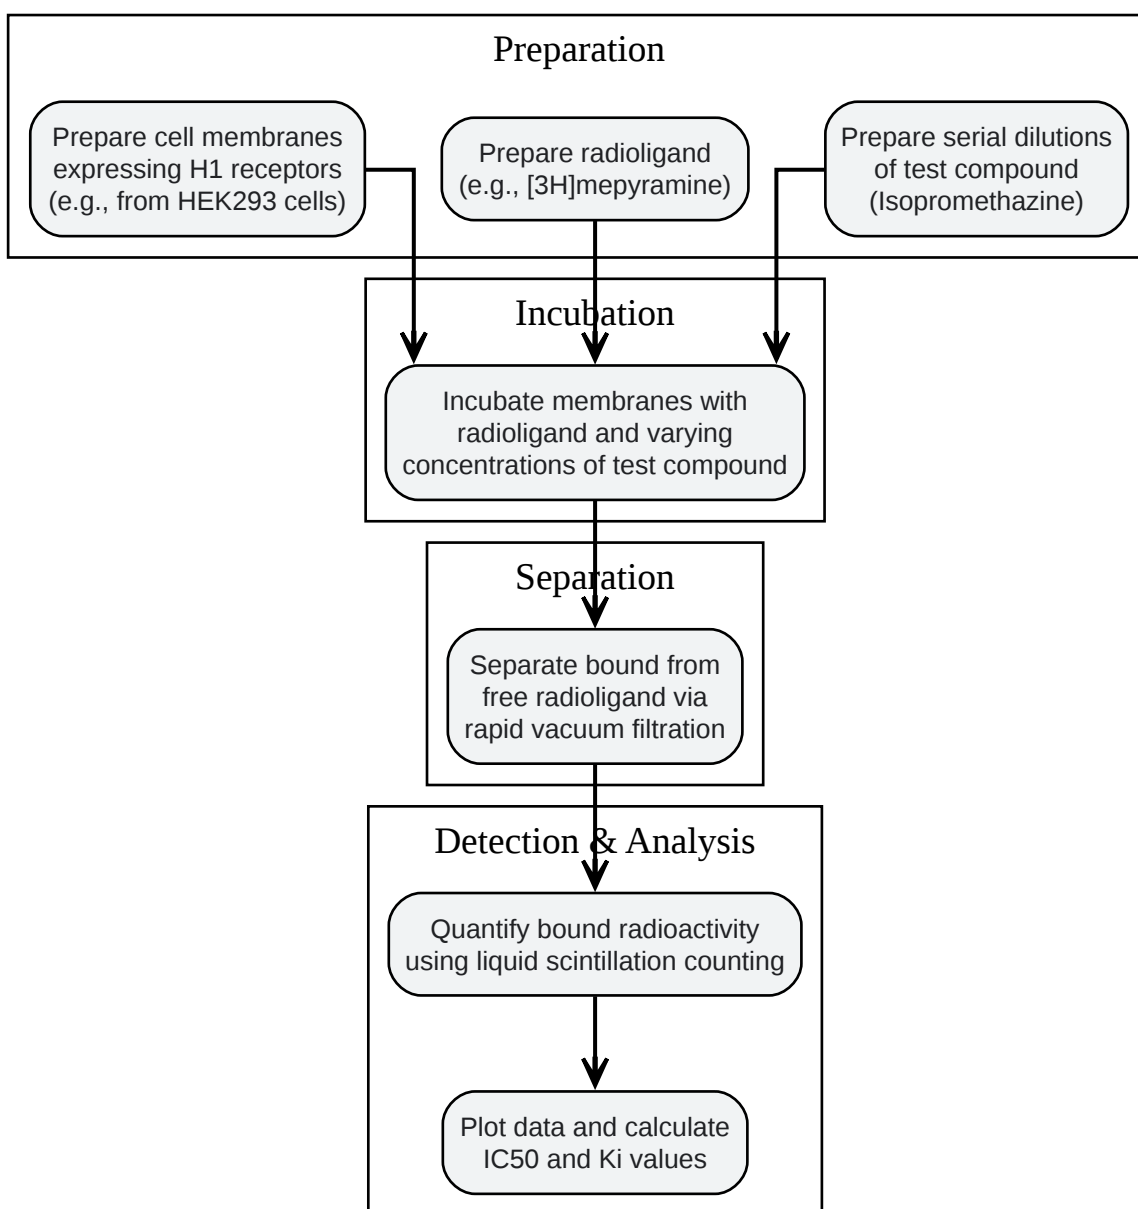 Preparation
Prepare cell membranes
expressing H1 receptors
(e.g., from HEK293 cells)
Prepare radioligand
(e.g., [3H]mepyramine)
Prepare serial dilutions
of test compound
(Isopromethazine)
Incubation
Incubate membranes with
radioligand and varying
concentrations of test compound
Separation
Separate bound from
free radioligand via
rapid vacuum filtration
Detection & Analysis
Quantify bound radioactivity
using liquid scintillation counting
Plot data and calculate
IC50 and Ki values